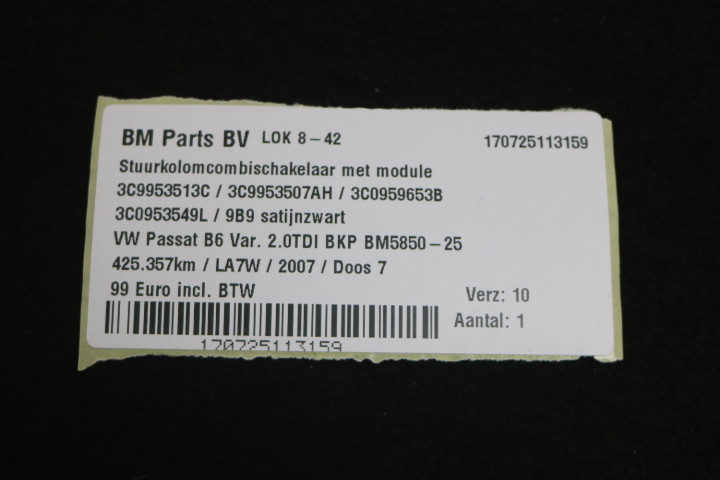 BM Parts BV LOK 8-42 170725113159
Stuurkolomcombischakelaar met module
3C9953513C / 3C9953507AH / 3C0959653B
3C0953549L / 9B9 satijnzwart
VW Passat B6 Var. 2.0TDI BKP BM5850-25
425.357km / LA7W / 2007 / Doos 7
99 Euro incl. BTW Verz: 10
Aantal: 1
170725113159